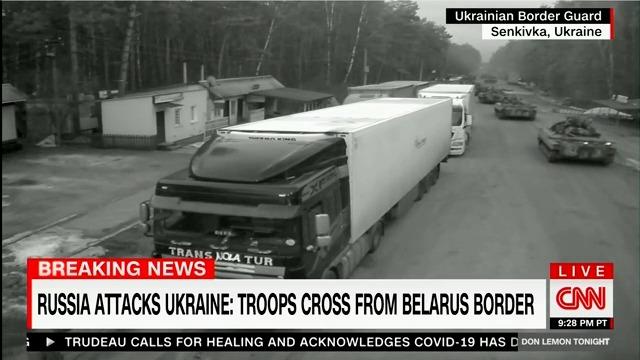 Ukrainian Border Guard
Senkivka, Ukraine
TRANS NOLA TUR
BREAKING NEWS
LIVE
RUSSIA ATTACKS UKRAINE: TROOPS CROSS FROM BELARUS BORDER
CNN
9:28 PM PT
TRUDEAU CALLS FOR HEALING AND ACKNOWLEDGES COVID-19 HAS D
DON LEMON TONIGHT